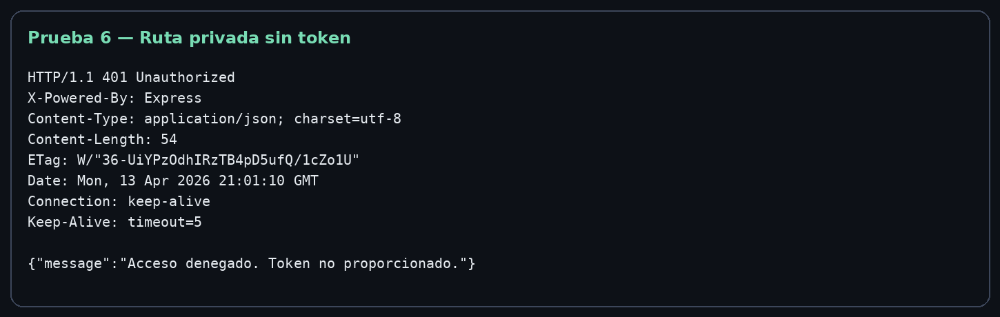 Prueba 6 — Ruta privada sin token
HTTP/1.1 401 Unauthorized
X-Powered-By: Express
Content-Type: application/json; charset=utf-8
Content-Length: 54
ETag: W/"36-UiYPzOdhIRzTB4pD5ufQ/1cZo1U"
Date: Mon, 13 Apr 2026 21:01:10 GMT
Connection: keep-alive
Keep-Alive: timeout=5
{"message":"Acceso denegado. Token no proporcionado."}